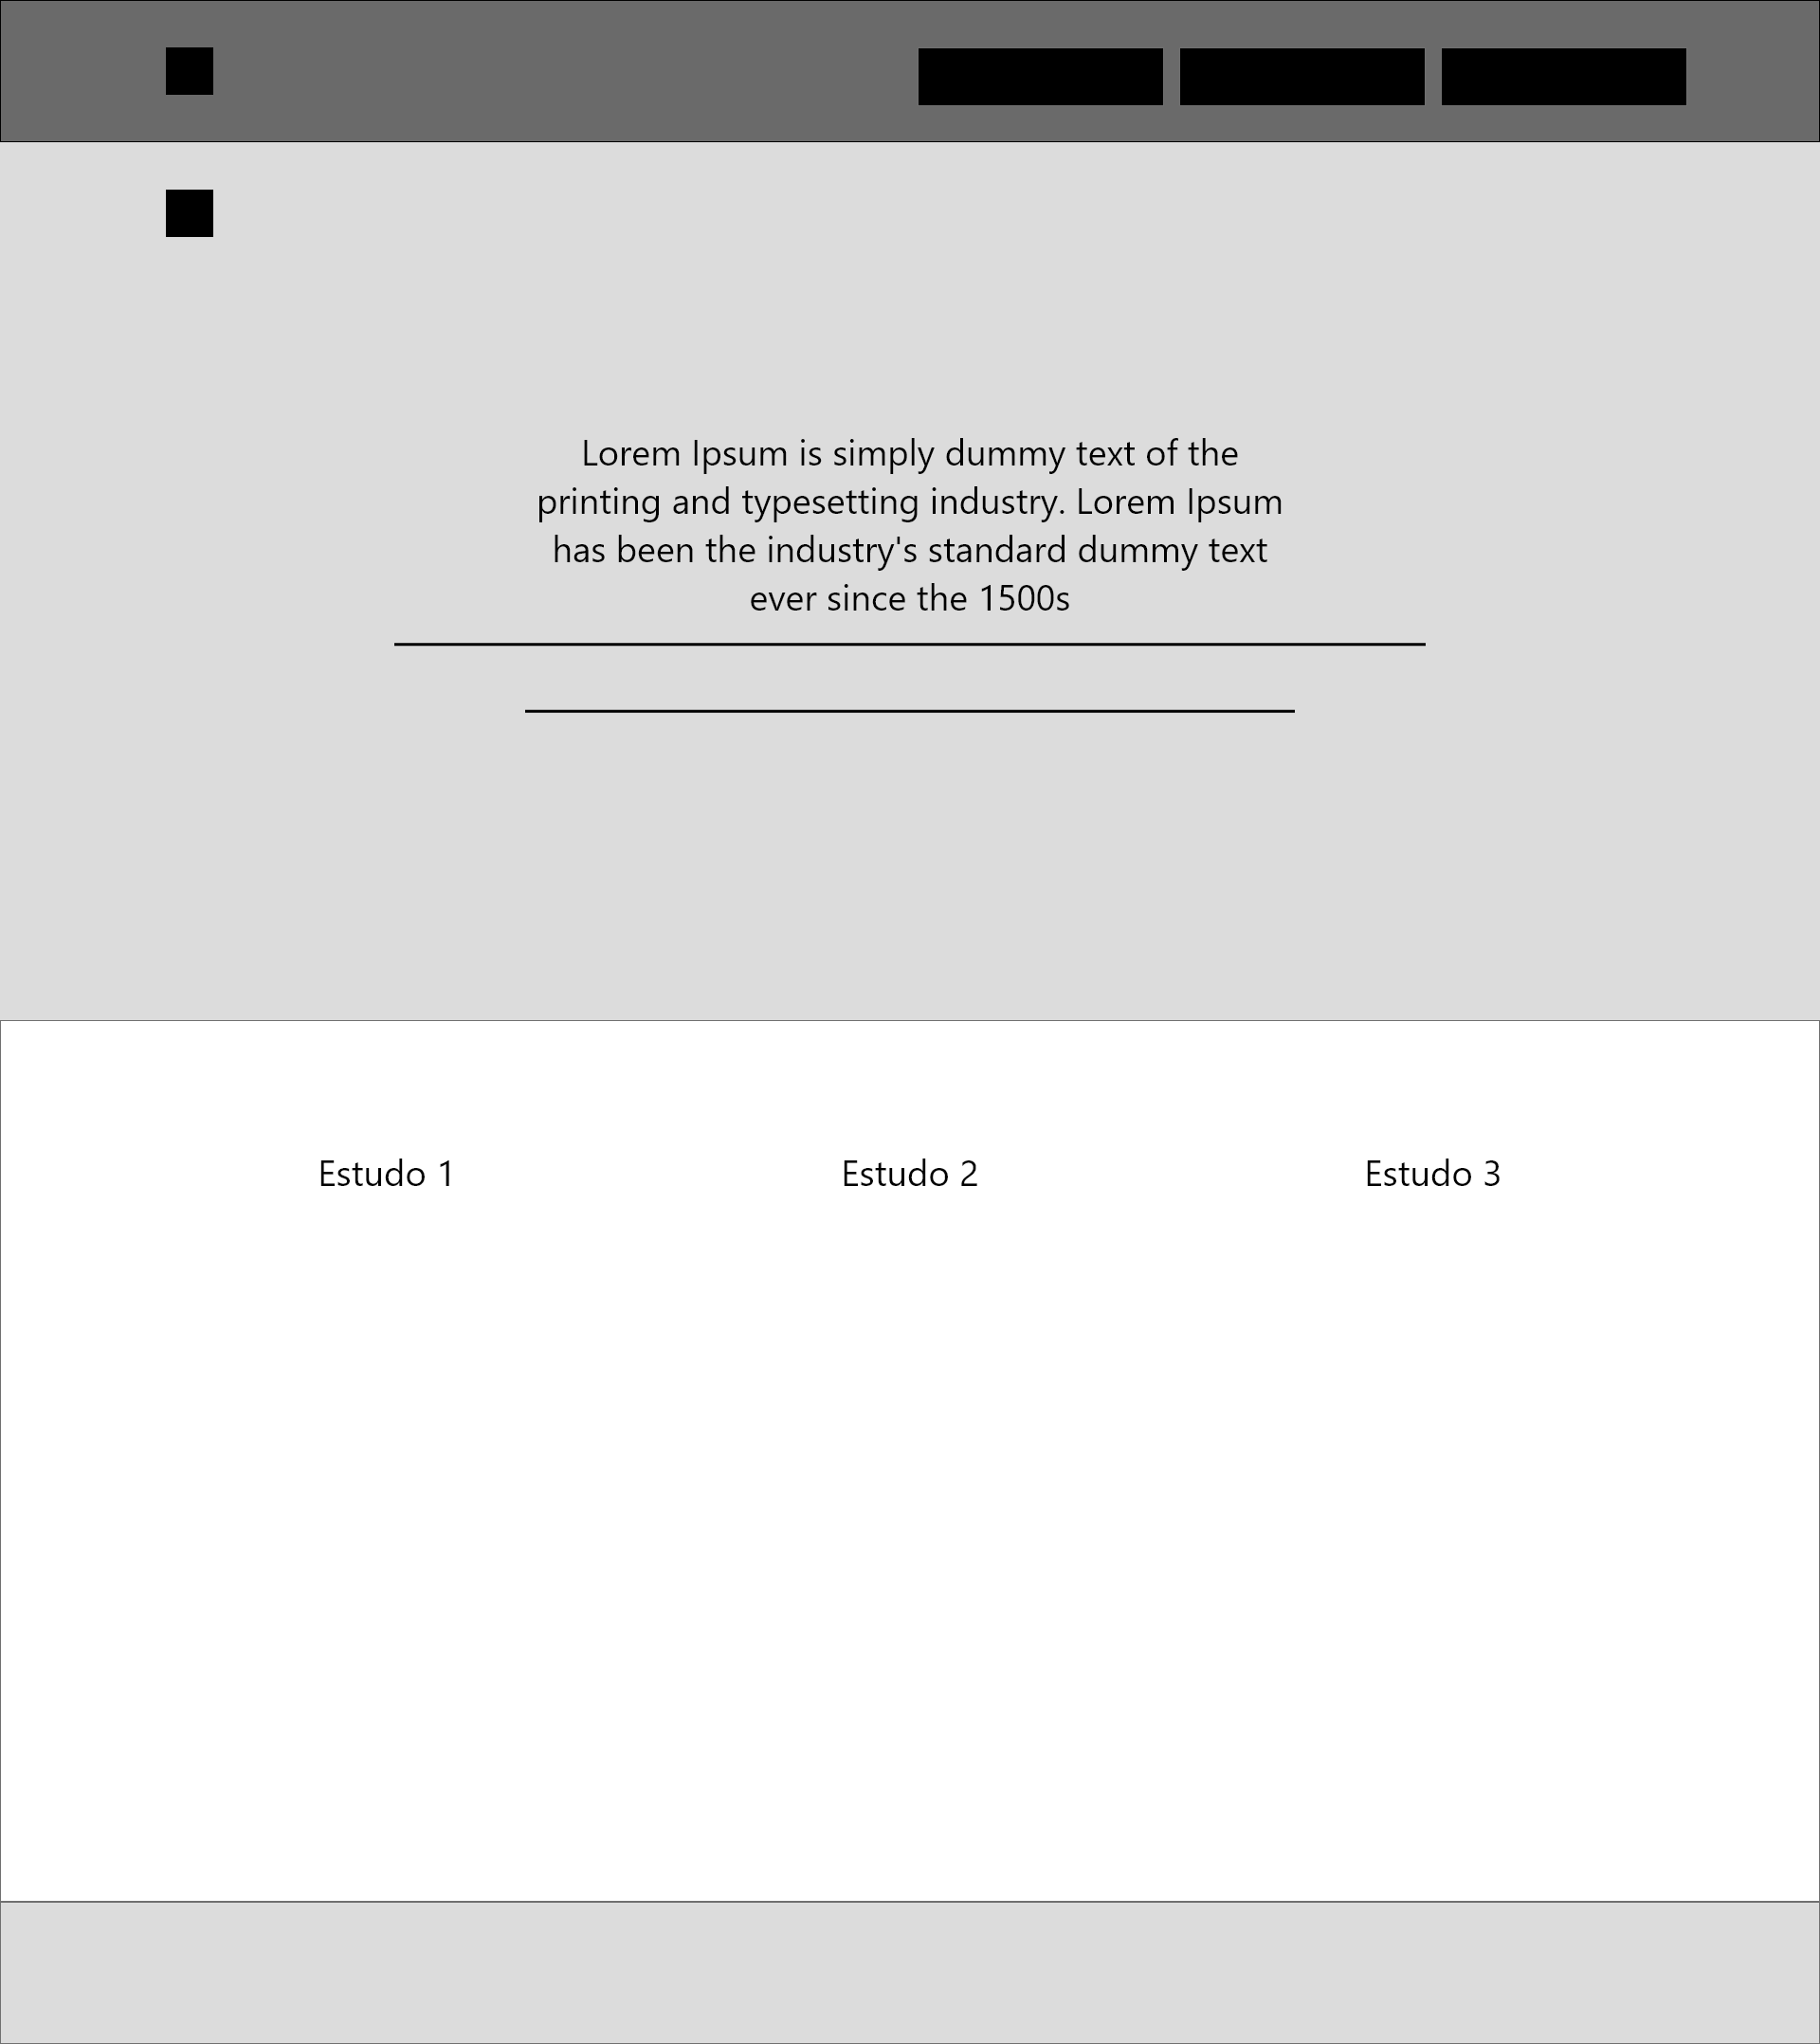 Lorem Ipsum is simply dummy text of the
printing and typesetting industry. Lorem Ipsum
has been the industry's standard dummy text
ever since the 1500s
Estudo 1
Estudo 2
Estudo 3